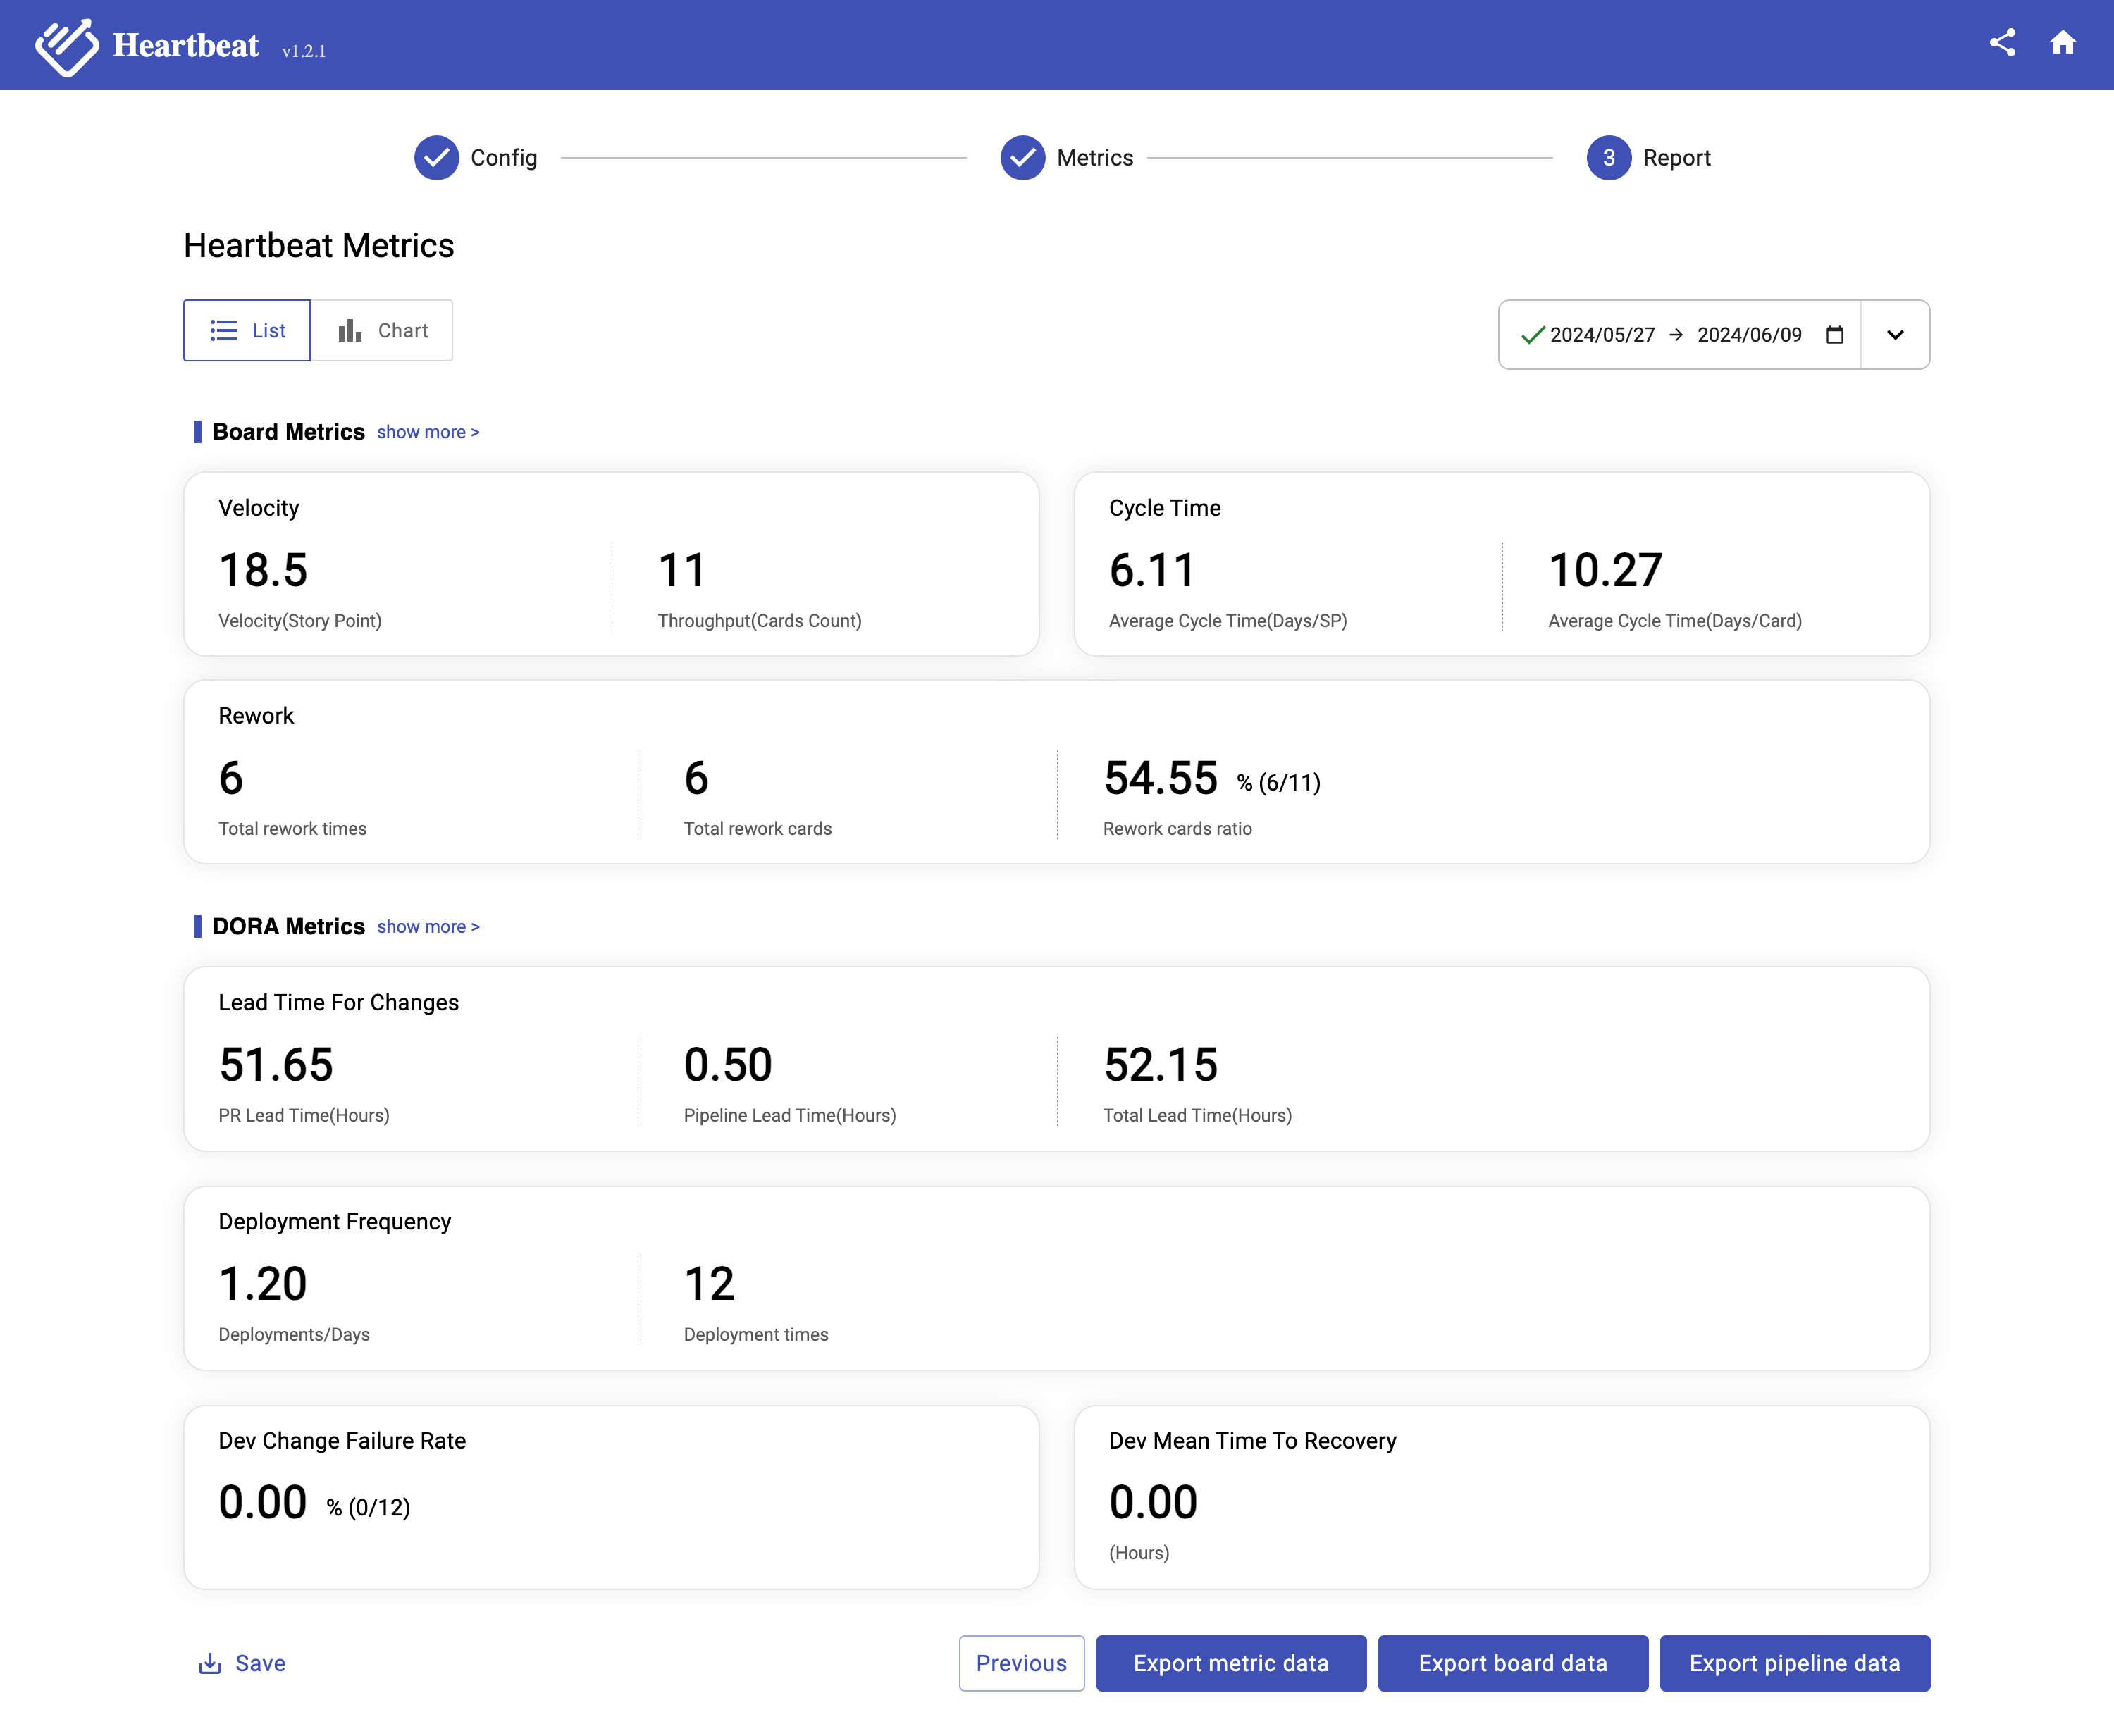 Heartbeat v1.2.1
Config
Metrics
3 Report
Heartbeat Metrics
List
Chart
2024/05/27 → 2024/06/09
Board Metrics show more >
Velocity
18.5
Velocity(Story Point)
11
Throughput(Cards Count)
Cycle Time
6.11
Average Cycle Time(Days/SP)
10.27
Average Cycle Time(Days/Card)
Rework
6
Total rework times
6
Total rework cards
54.55 % (6/11)
Rework cards ratio
DORA Metrics show more >
Lead Time For Changes
51.65
PR Lead Time(Hours)
0.50
Pipeline Lead Time(Hours)
52.15
Total Lead Time(Hours)
Deployment Frequency
1.20
Deployments/Days
12
Deployment times
Dev Change Failure Rate
0.00 % (0/12)
Dev Mean Time To Recovery
0.00
(Hours)
Save
Previous
Export metric data
Export board data
Export pipeline data